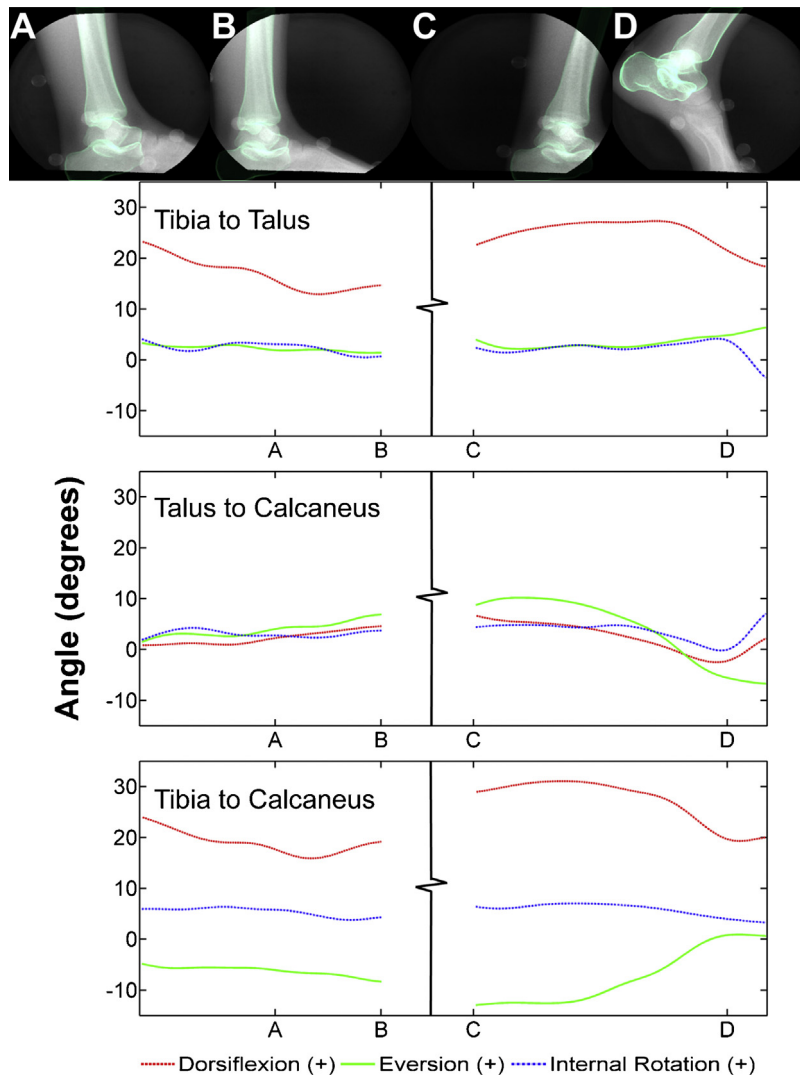 A B C D
Tibia to Talus
30
20
10
0
-10
A B C D
Talus to Calcaneus
30
20
10
0
-10
A B C D
Angle (degrees)
Tibia to Calcaneus
30
20
10
0
-10
A B C D
Dorsiflexion (+) Eversion (+) Internal Rotation (+)